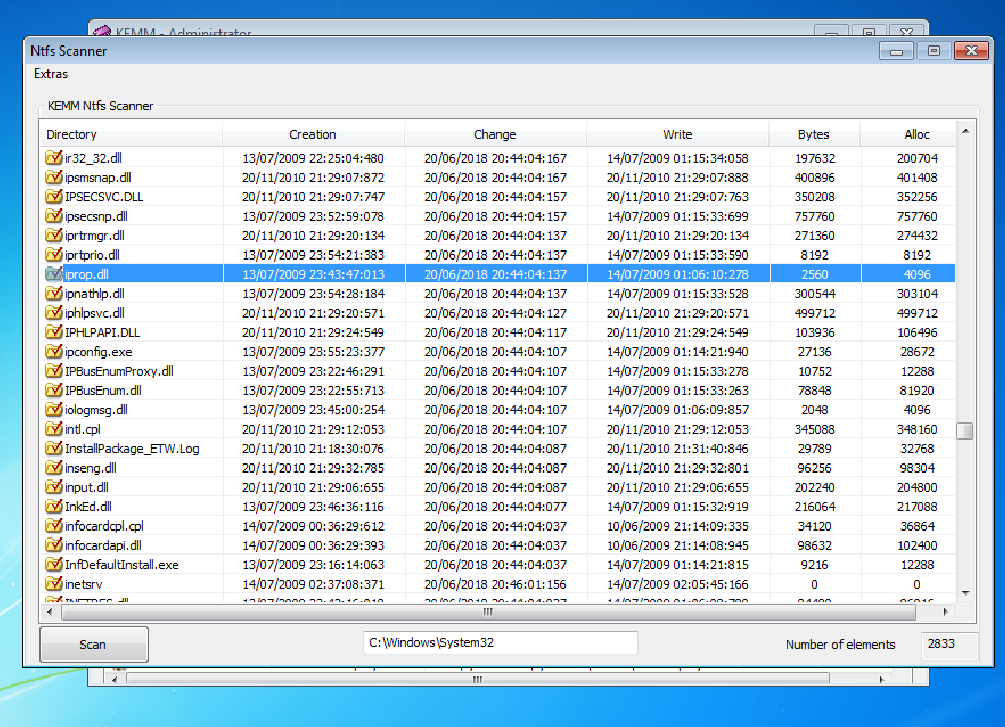 KEMM - Administrator
Ntfs Scanner
Extras
KEMM Ntfs Scanner
Directory Creation Change Write Bytes Alloc
ir32_32.dll 13/07/2009 22:25:04:480 20/06/2018 20:44:04:167 14/07/2009 01:15:34:058 197632 200704
ipsmsnap.dll 20/11/2010 21:29:07:872 20/06/2018 20:44:04:167 20/11/2010 21:29:07:888 400896 401408
IPSECSVC.DLL 20/11/2010 21:29:07:747 20/06/2018 20:44:04:157 20/11/2010 21:29:07:763 350208 352256
ipsecsnp.dll 13/07/2009 23:52:59:078 20/06/2018 20:44:04:157 14/07/2009 01:15:33:699 757760 757760
iprtrmgr.dll 20/11/2010 21:29:20:134 20/06/2018 20:44:04:137 20/11/2010 21:29:20:134 271360 274432
iprtprio.dll 13/07/2009 23:54:21:383 20/06/2018 20:44:04:137 14/07/2009 01:15:33:590 8192 8192
iprop.dll 13/07/2009 23:43:47:013 20/06/2018 20:44:04:137 14/07/2009 01:06:10:278 2560 4096
ipnathlp.dll 13/07/2009 23:54:28:184 20/06/2018 20:44:04:137 14/07/2009 01:15:33:528 300544 303104
iphlpsvc.dll 20/11/2010 21:29:20:571 20/06/2018 20:44:04:127 20/11/2010 21:29:20:571 499712 499712
IPHLPAPI.DLL 20/11/2010 21:29:24:549 20/06/2018 20:44:04:117 20/11/2010 21:29:24:549 103936 106496
ipconfig.exe 13/07/2009 23:55:23:377 20/06/2018 20:44:04:107 14/07/2009 01:14:21:940 27136 28672
IPBusEnumProxy.dll 13/07/2009 23:22:46:291 20/06/2018 20:44:04:107 14/07/2009 01:15:33:278 10752 12288
IPBusEnum.dll 13/07/2009 23:22:55:713 20/06/2018 20:44:04:107 14/07/2009 01:15:33:263 78848 81920
iologmsg.dll 13/07/2009 23:45:00:254 20/06/2018 20:44:04:107 14/07/2009 01:06:09:857 2048 4096
intl.cpl 20/11/2010 21:29:12:053 20/06/2018 20:44:04:107 20/11/2010 21:29:12:053 345088 348160
InstallPackage_ETW.Log 20/11/2010 21:18:30:076 20/06/2018 20:44:04:087 20/11/2010 21:31:40:846 29789 32768
inseng.dll 20/11/2010 21:29:32:785 20/06/2018 20:44:04:087 20/11/2010 21:29:32:801 96256 98304
input.dll 20/11/2010 21:29:06:655 20/06/2018 20:44:04:087 20/11/2010 21:29:06:655 202240 204800
InkEd.dll 13/07/2009 23:46:36:116 20/06/2018 20:44:04:077 14/07/2009 01:15:32:919 216064 217088
infocardcpl.cpl 14/07/2009 00:36:29:612 20/06/2018 20:44:04:037 10/06/2009 21:14:09:335 34120 36864
infocardapi.dll 14/07/2009 00:36:29:393 20/06/2018 20:44:04:037 10/06/2009 21:14:08:945 98632 102400
InfDefaultInstall.exe 13/07/2009 23:16:14:063 20/06/2018 20:44:04:037 14/07/2009 01:14:21:815 9216 12288
inetsrv 14/07/2009 02:37:08:371 20/06/2018 20:46:01:156 14/07/2009 02:05:45:166 0 0
Scan C:\Windows\System32 Number of elements 2833